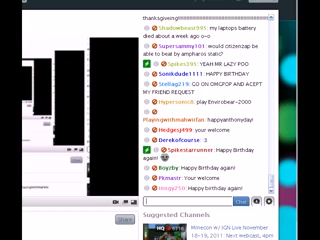 thanksgiving!!!!!!!!!!!!!!!!!!!!!!!!!!!!!!!!!
Shadowbeast995: my laptops battery
died about a week ago o~o
Supersammy101: would citizenzap be
able to beat by ampharos static?
Spikes395: YEAH MR LAZY POO
Sonikdude1111: HAPPY BIRTHDAY
Stellag219: GO ON OMGPOP AND ACEPT
MY FRIEND REQUEST
Hypersonic8: play Envirobear-2000
Playingwithmahwiifan: happyanthonyday!
Hedgesj499: your welcome
Derekofcourse: :3
Spikestarrunner: Happy Birthday
again!
Boyzby: Happy Birthday again!
Pkmasir: Your welcome
Happy birthday again!
Chat
Share
Suggested Channels
Minecon w/ IGN Live November
18-19, 2011 Next webcast, 4pm